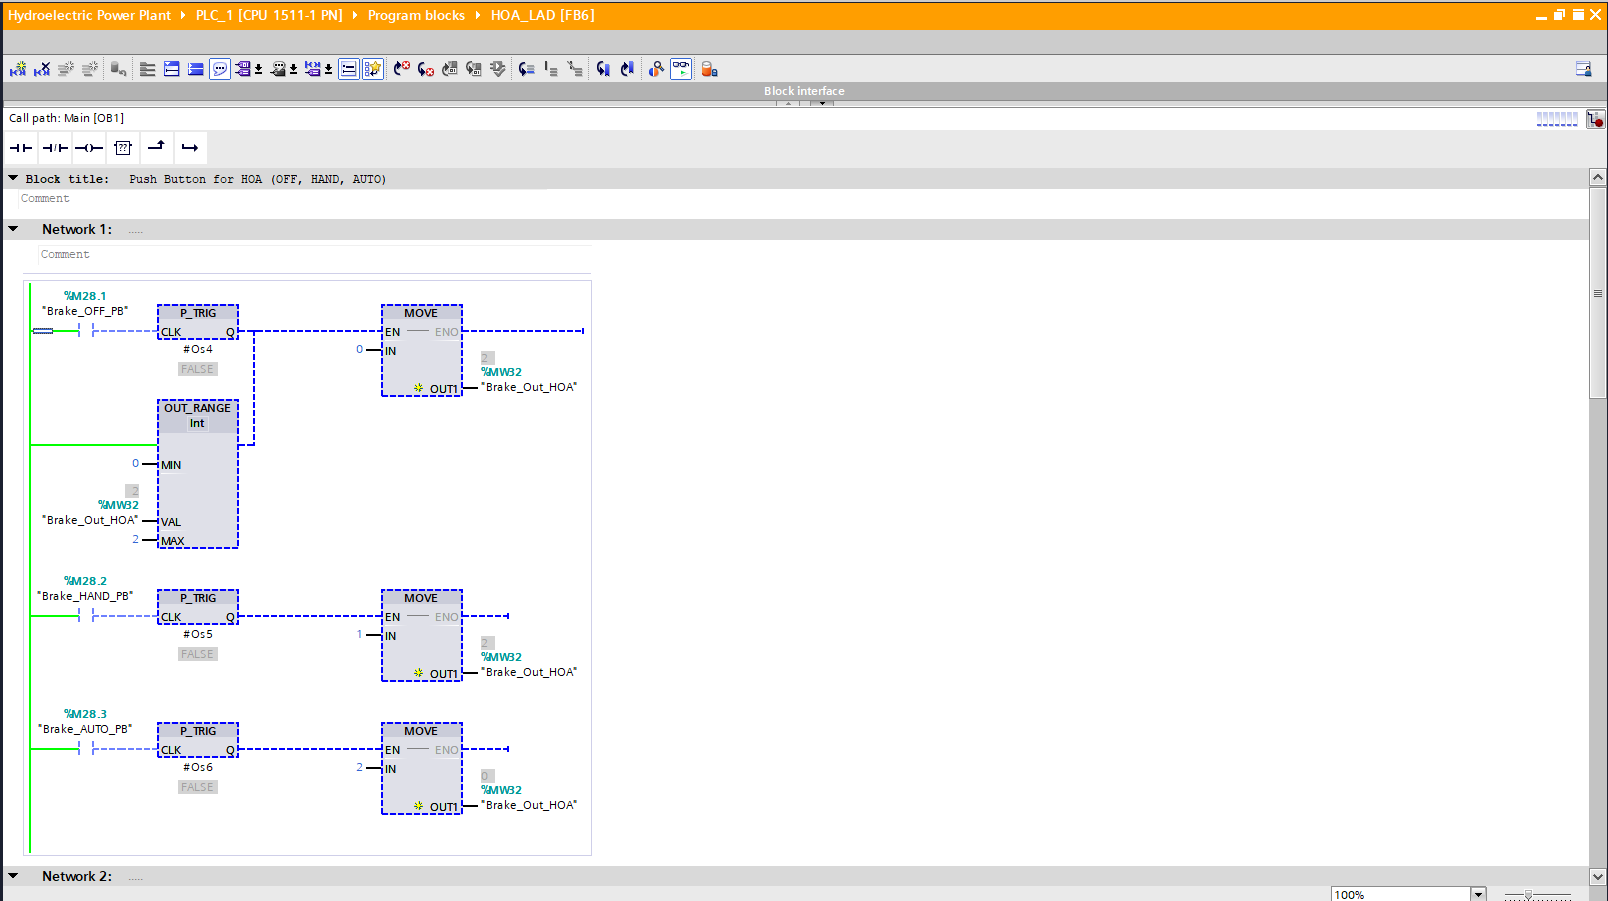 Hydroelectric Power Plant ▸ PLC_1 [CPU 1511-1 PN] ▸ Program blocks ▸ HOA_LAD [FB6]
Block interface
Call path: Main [OB1]
??
Block title: Push Button for HOA (OFF, HAND, AUTO)
Comment
Network 1: .....
Comment
%M28.1
"Brake_OFF_PB"
P_TRIG
CLK Q
#Os4
FALSE
MOVE
EN ENO
0 IN
2
%MW32
OUT1 "Brake_Out_HOA"
OUT_RANGE
Int
0 MIN
2
%MW32
"Brake_Out_HOA" VAL
2 MAX
%M28.2
"Brake_HAND_PB"
P_TRIG
CLK Q
#Os5
FALSE
MOVE
EN ENO
1 IN
2
%MW32
OUT1 "Brake_Out_HOA"
%M28.3
"Brake_AUTO_PB"
P_TRIG
CLK Q
#Os6
FALSE
MOVE
EN ENO
2 IN
0
%MW32
OUT1 "Brake_Out_HOA"
Network 2: .....
100%